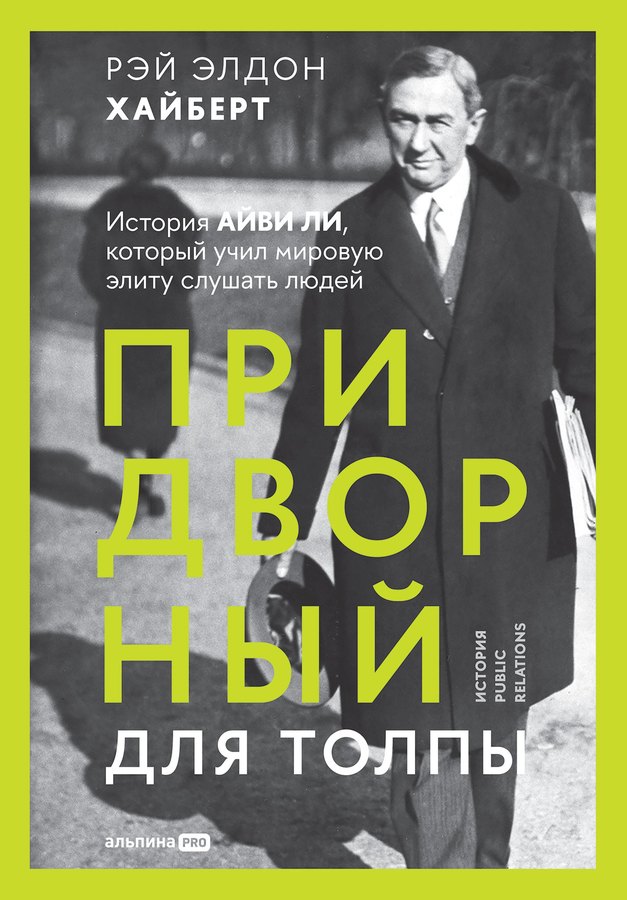 РЭЙ ЭЛДОН
ХАЙБЕРТ
История АЙВИ ЛИ,
который учил мировую
элиту слушать людей
ПРИ
ДВОР
НЫЙ
ДЛЯ ТОЛПЫ
ИСТОРИЯ
PUBLIC
RELATIONS
альпина PRO